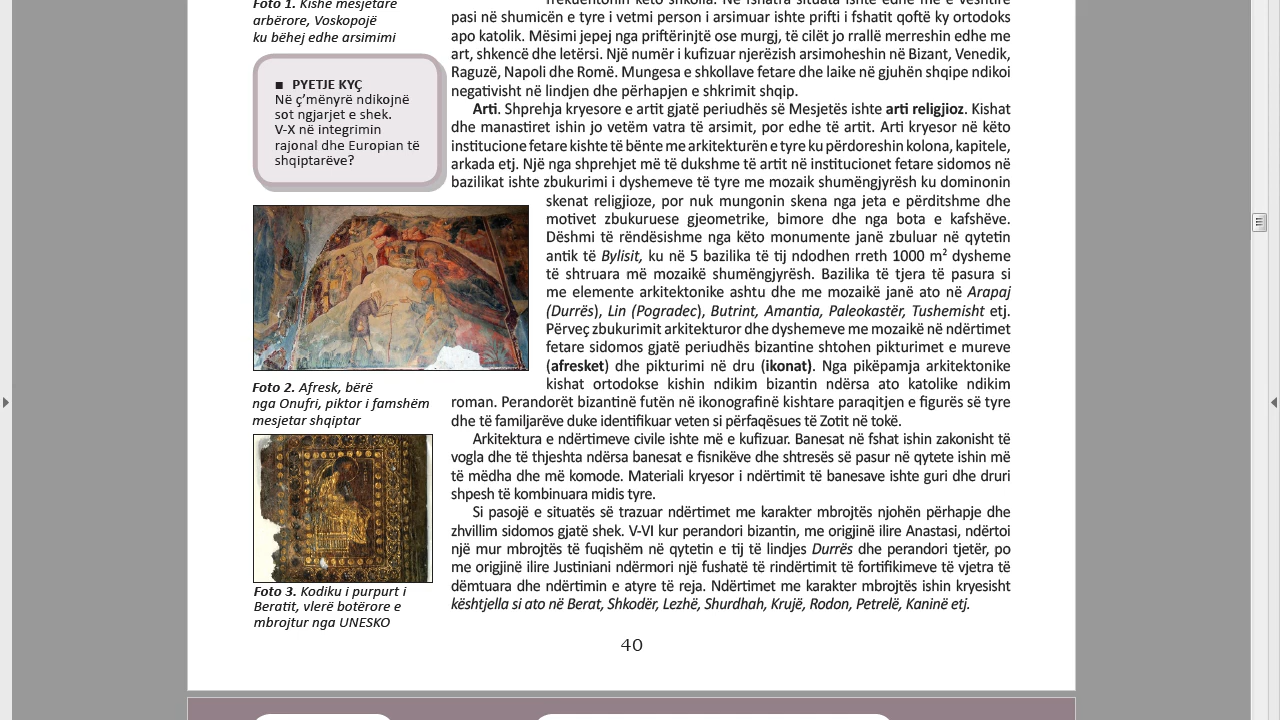 Foto 1. Kishë mesjetare
arbërore, Voskopojë
ku bëhej edhe arsimimi
■ PYETJE KYÇ
Në ç’mënyrë ndikojnë
sot ngjarjet e shek.
V-X në integrimin
rajonal dhe Europian të
shqiptarëve?
Foto 2. Afresk, bërë
nga Onufri, piktor i famshëm
mesjetar shqiptar
Foto 3. Kodiku i purpurt i
Beratit, vlerë botërore e
mbrojtur nga UNESKO
frekuentonin këto shkolla. Në fshatra situata ishte edhe më e vështirë
pasi në shumicën e tyre i vetmi person i arsimuar ishte prifti i fshatit qoftë ky ortodoks
apo katolik. Mësimi jepej nga priftërinjtë ose murgj, të cilët jo rrallë merreshin edhe me
art, shkencë dhe letërsi. Një numër i kufizuar njerëzish arsimoheshin në Bizant, Venedik,
Raguzë, Napoli dhe Romë. Mungesa e shkollave fetare dhe laike në gjuhën shqipe ndikoi
negativisht në lindjen dhe përhapjen e shkrimit shqip.
Arti. Shprehja kryesore e artit gjatë periudhës së Mesjetës ishte arti religjioz. Kishat
dhe manastiret ishin jo vetëm vatra të arsimit, por edhe të artit. Arti kryesor në këto
institucione fetare kishte të bënte me arkitekturën e tyre ku përdoreshin kolona, kapitele,
arkada etj. Një nga shprehjet më të dukshme të artit në institucionet fetare sidomos në
bazilikat ishte zbukurimi i dyshemeve të tyre me mozaik shumëngjyrësh ku dominonin
skenat religjioze, por nuk mungonin skena nga jeta e përditshme dhe
motivet zbukuruese gjeometrike, bimore dhe nga bota e kafshëve.
Dëshmi të rëndësishme nga këto monumente janë zbuluar në qytetin
antik të Bylisit, ku në 5 bazilika të tij ndodhen rreth 1000 m² dysheme
të shtruara më mozaikë shumëngjyrësh. Bazilika të tjera të pasura si
me elemente arkitektonike ashtu dhe me mozaikë janë ato në Arapaj
(Durrës), Lin (Pogradec), Butrint, Amantia, Paleokastër, Tushemisht etj.
Përveç zbukurimit arkitekturor dhe dyshemeve me mozaikë në ndërtimet
fetare sidomos gjatë periudhës bizantine shtohen pikturimet e mureve
(afresket) dhe pikturimi në dru (ikonat). Nga pikëpamja arkitektonike
kishat ortodokse kishin ndikim bizantin ndërsa ato katolike ndikim
roman. Perandorët bizantinë futën në ikonografinë kishtare paraqitjen e figurës së tyre
dhe të familjarëve duke identifikuar veten si përfaqësues të Zotit në tokë.
Arkitektura e ndërtimeve civile ishte më e kufizuar. Banesat në fshat ishin zakonisht të
vogla dhe të thjeshta ndërsa banesat e fisnikëve dhe shtresës së pasur në qytete ishin më
të mëdha dhe më komode. Materiali kryesor i ndërtimit të banesave ishte guri dhe druri
shpesh të kombinuara midis tyre.
Si pasojë e situatës së trazuar ndërtimet me karakter mbrojtës njohën përhapje dhe
zhvillim sidomos gjatë shek. V-VI kur perandori bizantin, me origjinë ilire Anastasi, ndërtoi
një mur mbrojtës të fuqishëm në qytetin e tij të lindjes Durrës dhe perandori tjetër, po
me origjinë ilire Justiniani ndërmori një fushatë të rindërtimit të fortifikimeve të vjetra të
dëmtuara dhe ndërtimin e atyre të reja. Ndërtimet me karakter mbrojtës ishin kryesisht
kështjella si ato në Berat, Shkodër, Lezhë, Shurdhah, Krujë, Rodon, Petrelë, Kaninë etj.
40